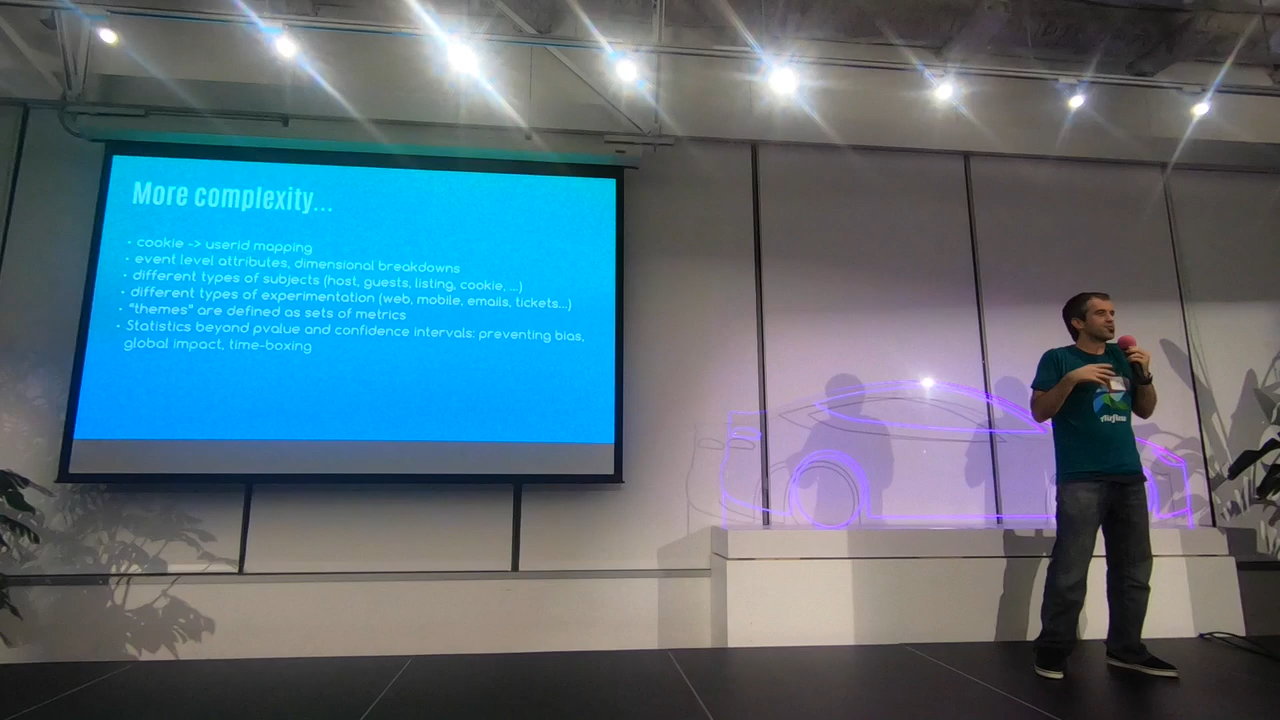 More complexity...
• cookie -> userid mapping
• event level attributes, dimensional breakdowns
• different types of subjects (host, guests, listing, cookie, ...)
• different types of experimentation (web, mobile, emails, tickets...)
• "themes" are defined as sets of metrics
• Statistics beyond pvalue and confidence intervals: preventing bias,
global impact, time-boxing
Airflow